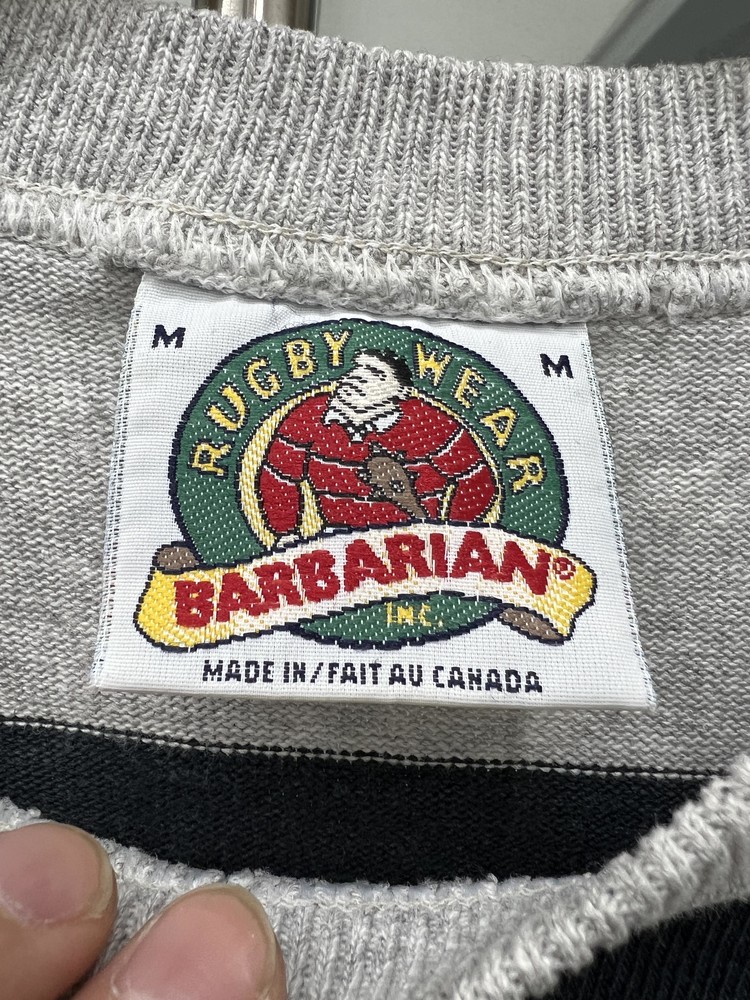 M
M
RUGBY WEAR
BARBARIAN®
INC.
MADE IN/FAIT AU CANADA